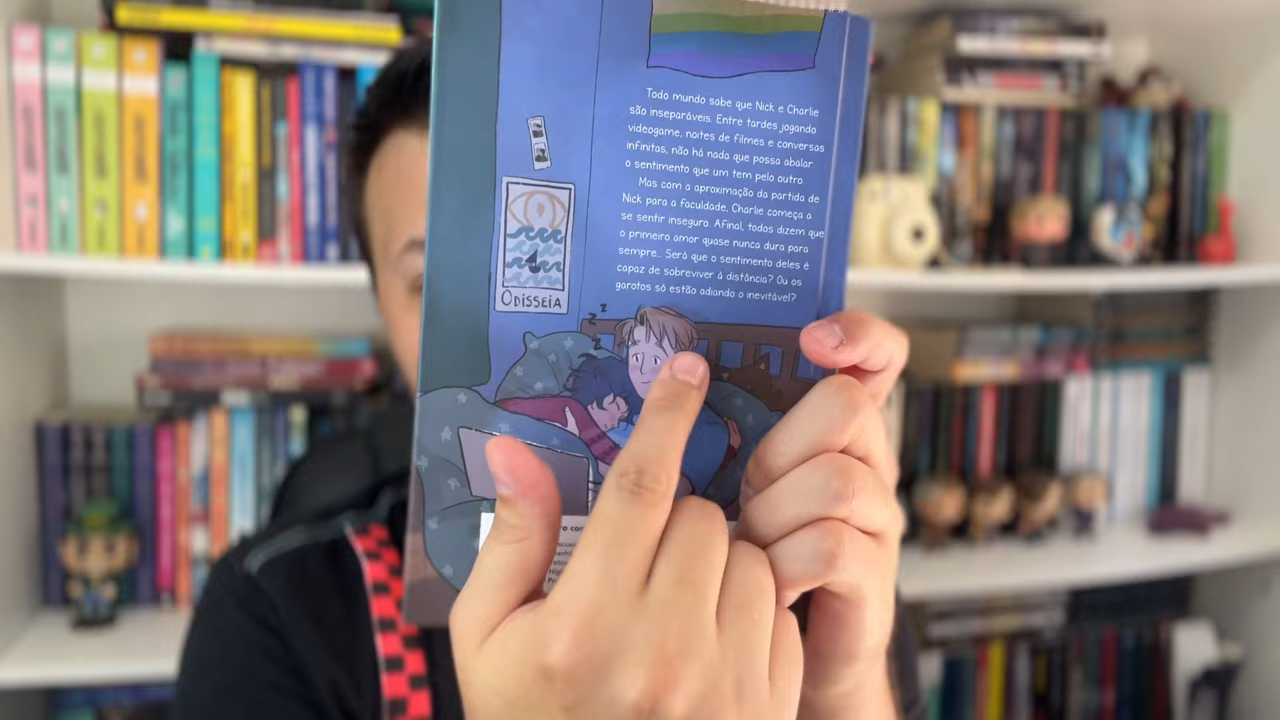 Todo mundo sabe que Nick e Charlie
são inseparáveis. Entre tardes jogando
videogame, noites de filmes e conversas
infinitas, não há nada que possa abalar
o sentimento que um tem pelo outro.
Mas com a aproximação da partida de
Nick para a faculdade, Charlie começa a
se sentir inseguro. Afinal, todos dizem que
o primeiro amor quase nunca dura para
sempre... Será que o sentimento deles é
capaz de sobreviver à distância? Ou os
garotos só estão adiando o inevitável?
ODISSEIA
z z
z